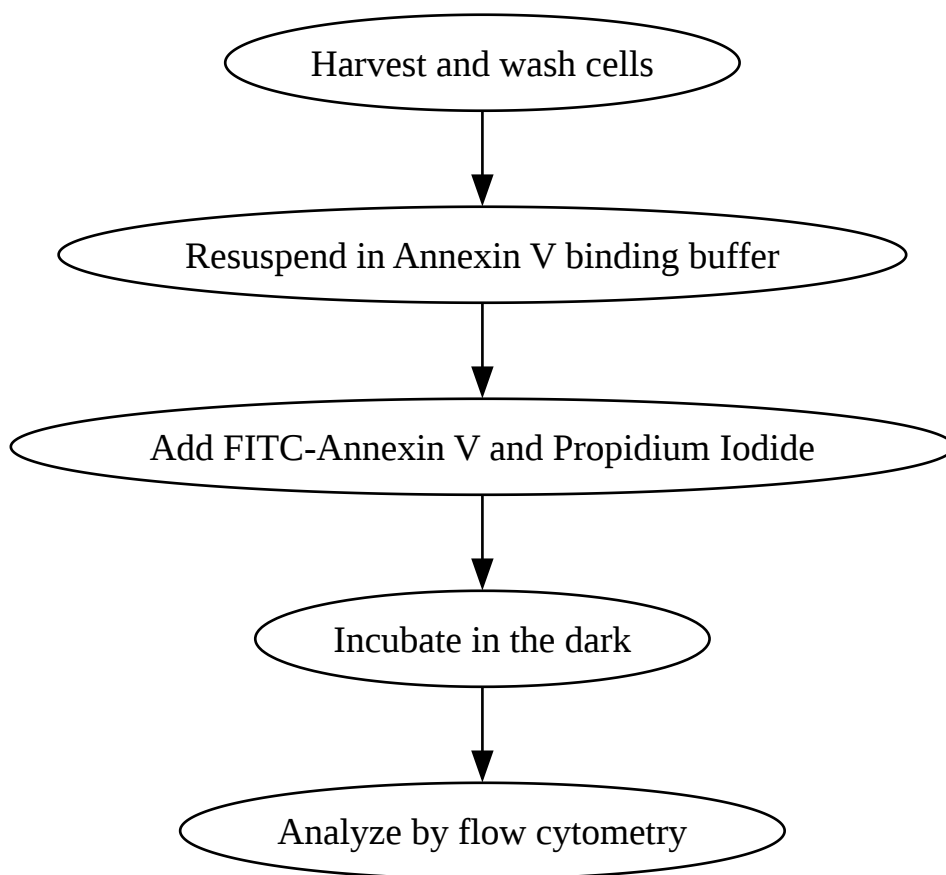 Harvest and wash cells
Resuspend in Annexin V binding buffer
Add FITC-Annexin V and Propidium Iodide
Incubate in the dark
Analyze by flow cytometry